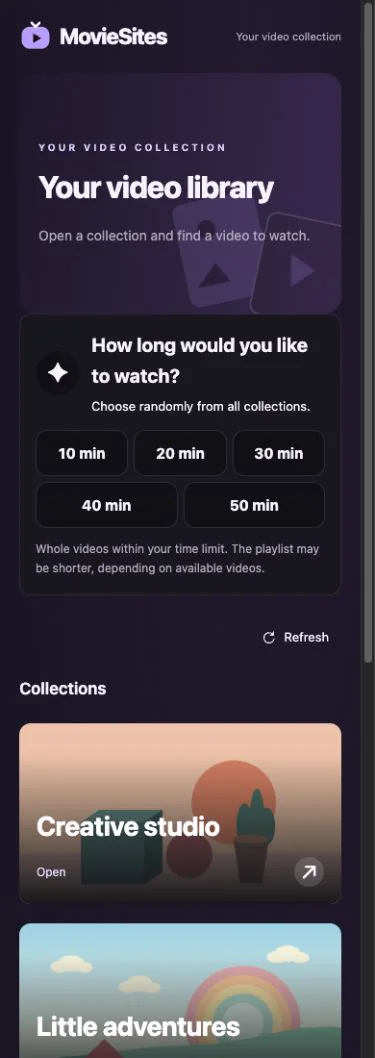 MovieSites
Your video collection
YOUR VIDEO COLLECTION
Your video library
Open a collection and find a video to watch.
How long would you like
to watch?
Choose randomly from all collections.
10 min
20 min
30 min
40 min
50 min
Whole videos within your time limit. The playlist may
be shorter, depending on available videos.
Refresh
Collections
Creative studio
Open
Little adventures